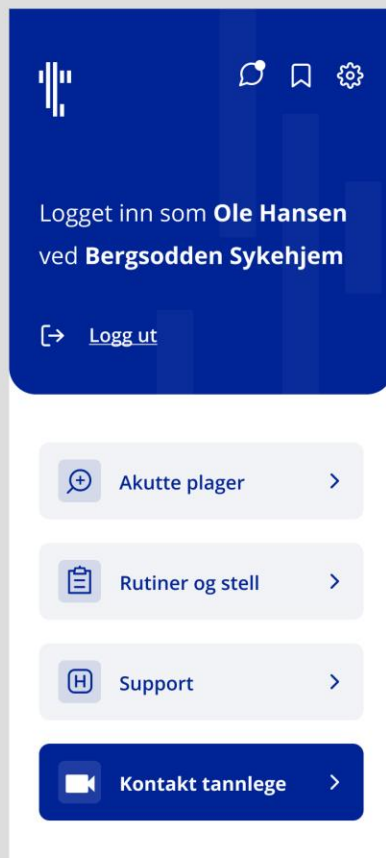 Logget inn som Ole Hansen
ved Bergsodden Sykehjem
Logg ut
Akutte plager
Rutiner og stell
H Support
Kontakt tannlege